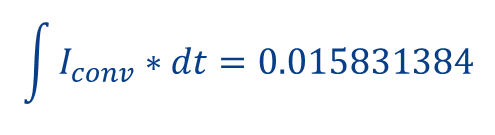 ∫ I_conv * dt = 0.015831384